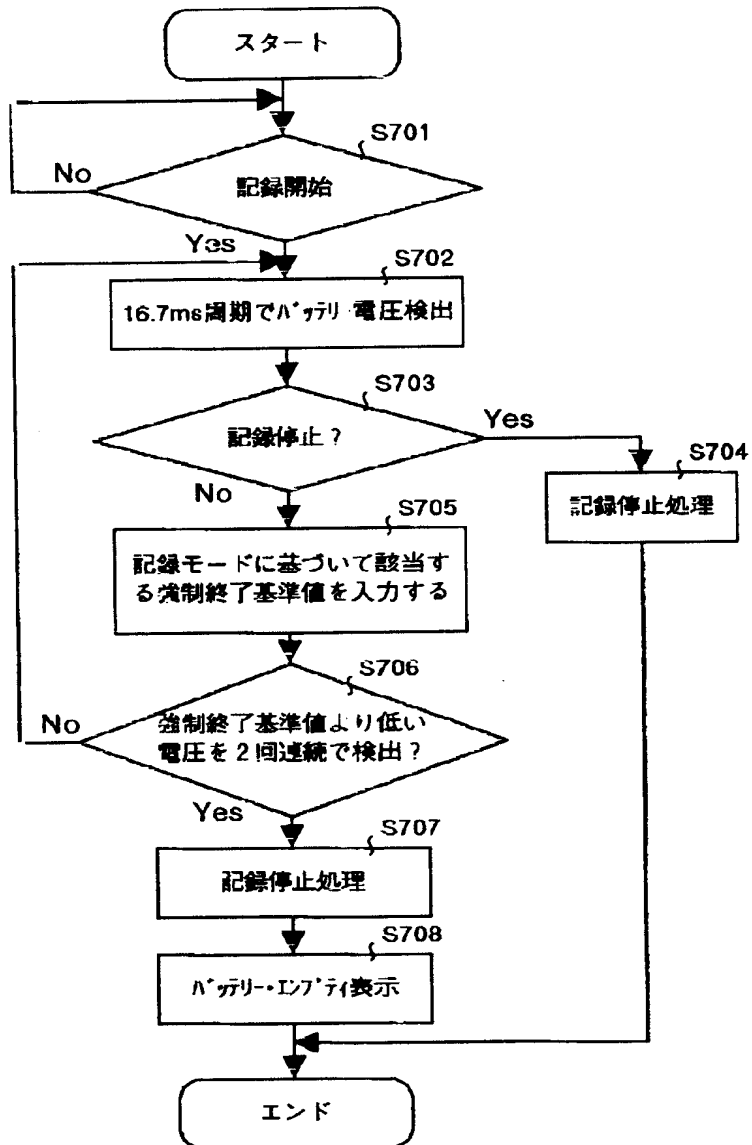 スタート
S701
No
記録開始
Yes
S702
16.7ms周期でﾊﾞｯﾃﾘ電圧検出
S703
記録停止？
Yes
S704
記録停止処理
No
S705
記録モードに基づいて該当す
る強制終了基準値を入力する
S706
No
強制終了基準値より低い
電圧を２回連続で検出？
Yes
S707
記録停止処理
S708
ﾊﾞｯﾃﾘｰ･ｴﾝﾌﾟﾃｨ表示
エンド